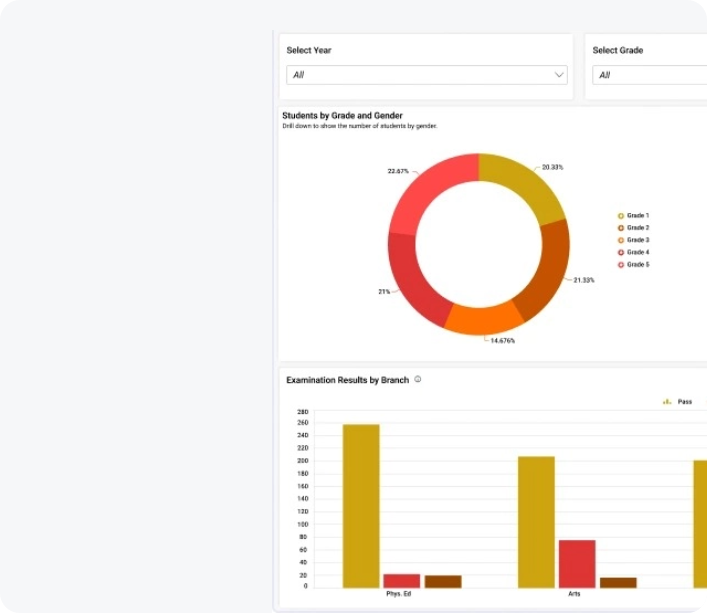 Select Year
Select Grade
All
All
Students by Grade and Gender
Drill down to show the number of students by gender.
22.67%
20.33%
Grade 1
Grade 2
Grade 3
Grade 4
Grade 5
21.33%
21%
14.676%
Examination Results by Branch
Pass
280
260
240
220
200
180
160
140
120
100
80
60
40
20
0
Phys. Ed
Arts